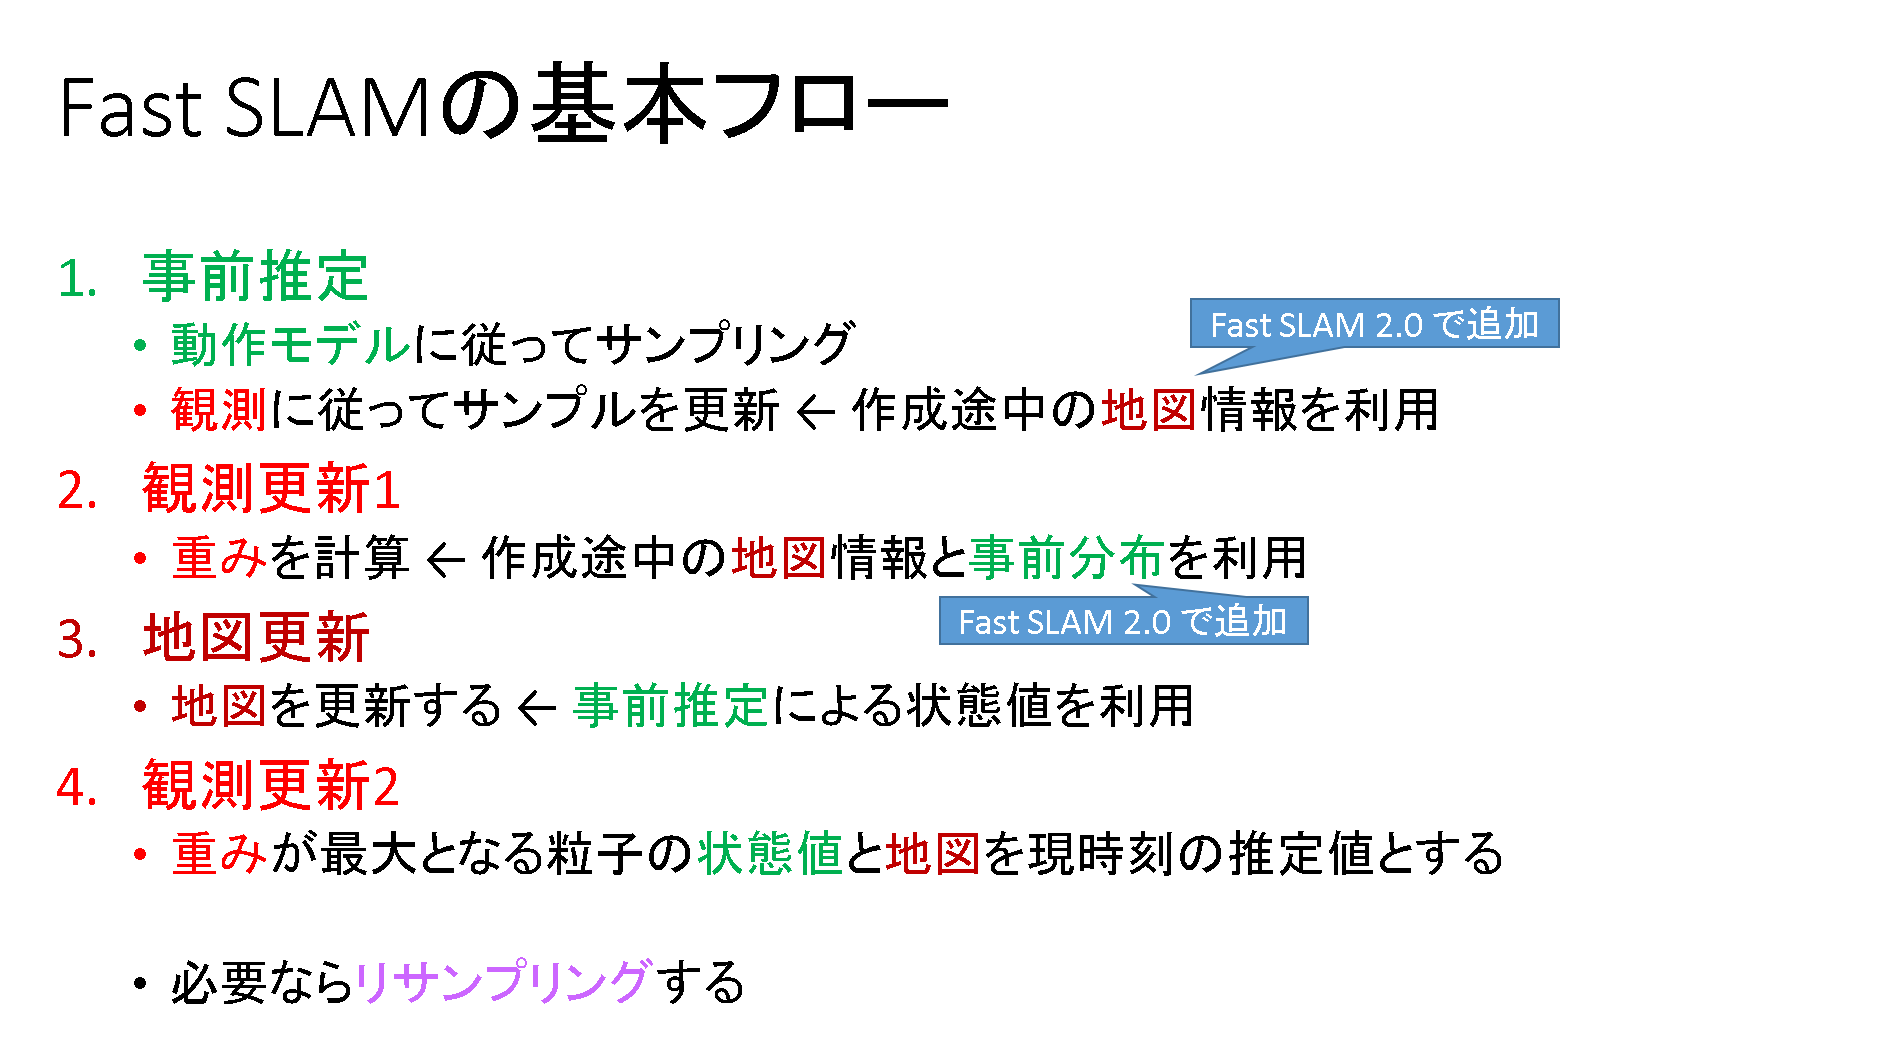 Fast SLAMの基本フロー
1. 事前推定
• 動作モデルに従ってサンプリング
Fast SLAM 2.0 で追加
• 観測に従ってサンプルを更新 ← 作成途中の地図情報を利用
2. 観測更新1
• 重みを計算 ← 作成途中の地図情報と事前分布を利用
Fast SLAM 2.0 で追加
3. 地図更新
• 地図を更新する ← 事前推定による状態値を利用
4. 観測更新2
• 重みが最大となる粒子の状態値と地図を現時刻の推定値とする
• 必要ならリサンプリングする